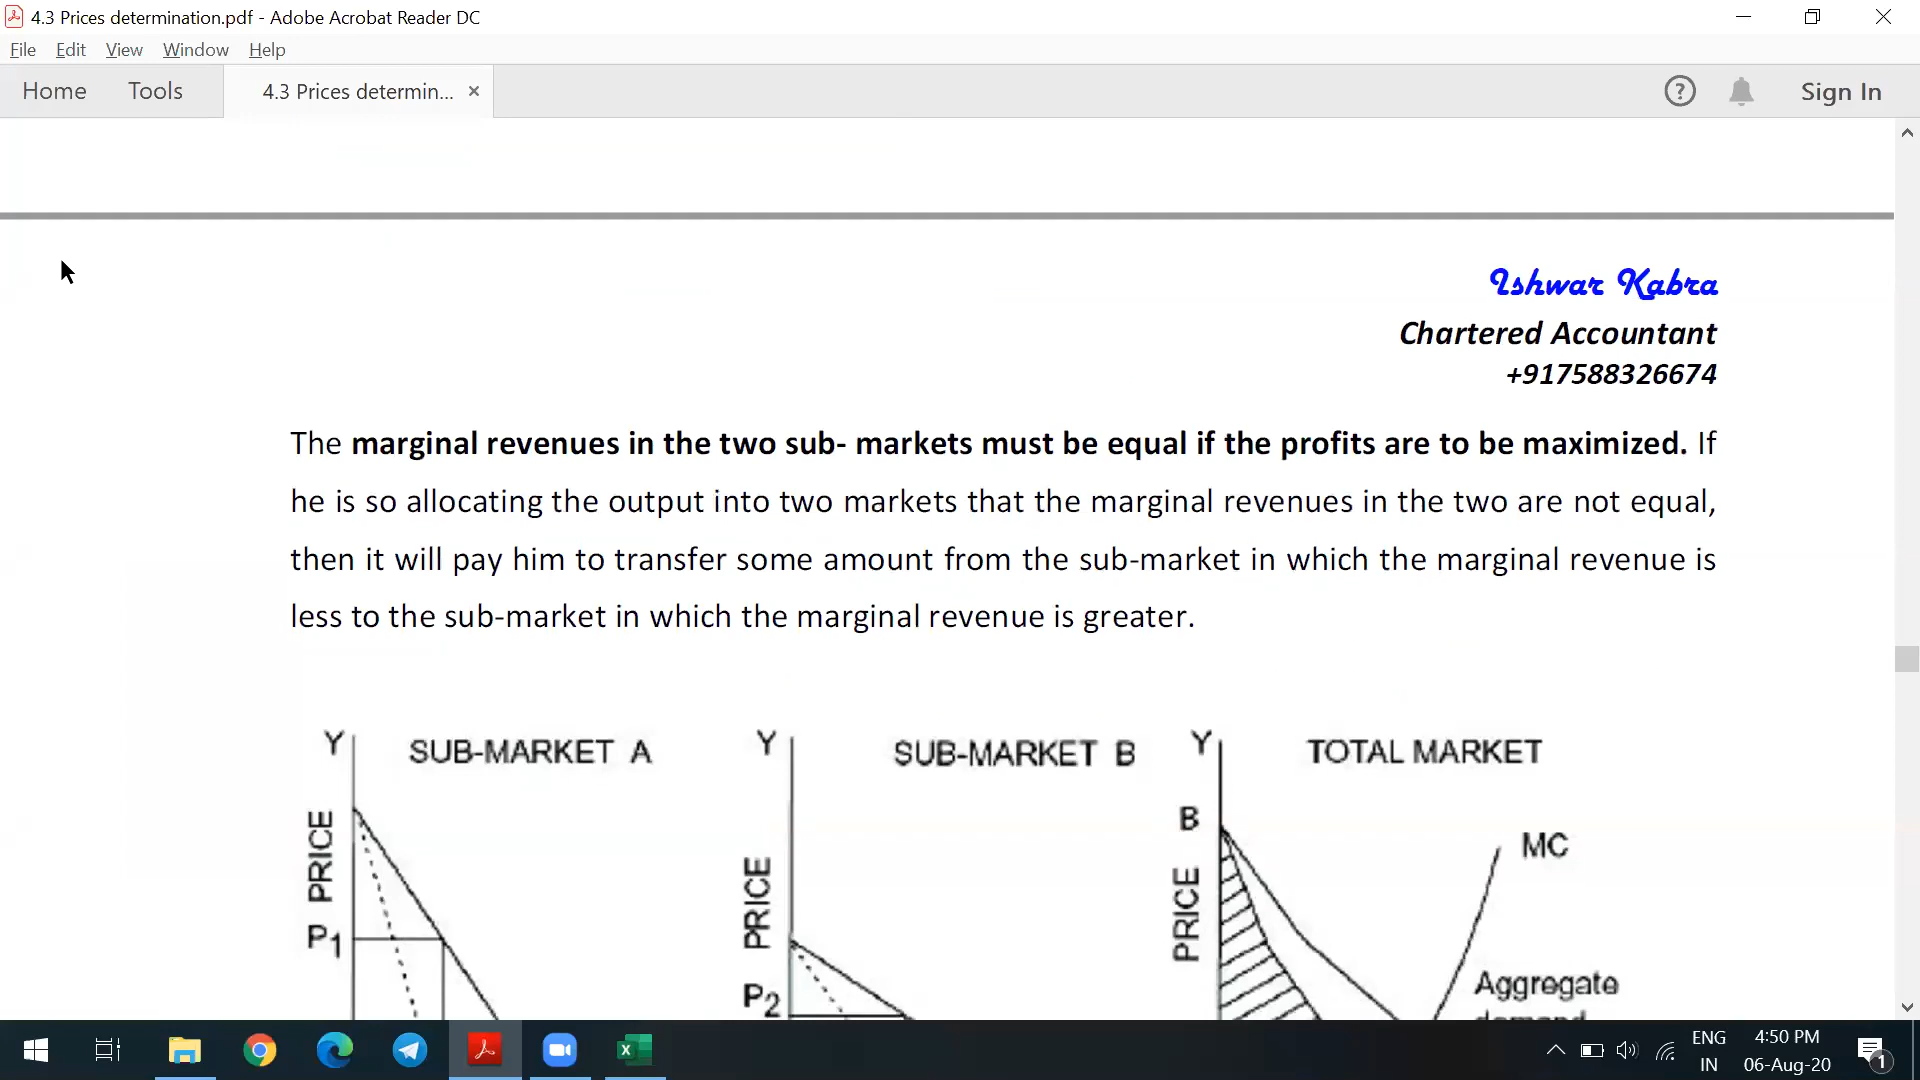 4.3 Prices determination.pdf - Adobe Acrobat Reader DC
File Edit View Window Help
Home Tools 4.3 Prices determin... × ? Sign In
Ishwar Kabra
Chartered Accountant
+917588326674
The marginal revenues in the two sub- markets must be equal if the profits are to be maximized. If
he is so allocating the output into two markets that the marginal revenues in the two are not equal,
then it will pay him to transfer some amount from the sub-market in which the marginal revenue is
less to the sub-market in which the marginal revenue is greater.
Y SUB-MARKET A Y SUB-MARKET B Y TOTAL MARKET
B
MC
PRICE PRICE PRICE
P1
P2
Aggregate
ENG 4:50 PM
IN 06-Aug-20 1